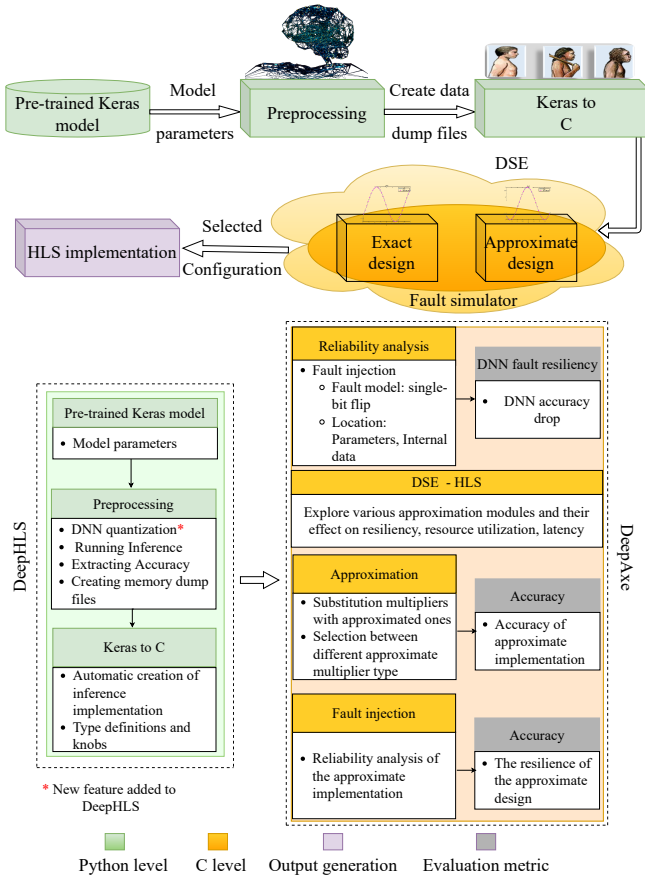 Pre-trained Keras
model
Model
parameters
Preprocessing
Create data
dump files
Keras to
C
DSE
HLS implementation
Selected
Configuration
Exact
design
Approximate
design
Fault simulator
DeepHLS
Pre-trained Keras model
• Model parameters
Preprocessing
• DNN quantization*
• Running Inference
• Extracting Accuracy
• Creating memory dump
files
Keras to C
• Automatic creation of
inference
implementation
• Type definitions and
knobs
* New feature added to
DeepHLS
Reliability analysis
• Fault injection
Fault model: single-
bit flip
Location:
Parameters, Internal
data
DNN fault resiliency
• DNN accuracy
drop
DSE - HLS
Explore various approximation modules and their
effect on resiliency, resource utilization, latency
Approximation
• Substitution multipliers
with approximated ones
• Selection between
different approximate
multiplier type
Accuracy
• Accuracy of
approximate
implementation
Fault injection
• Reliability analysis of
the approximate
implementation
Accuracy
• The resilience of
the approximate
design
DeepAxe
Python level
C level
Output generation
Evaluation metric